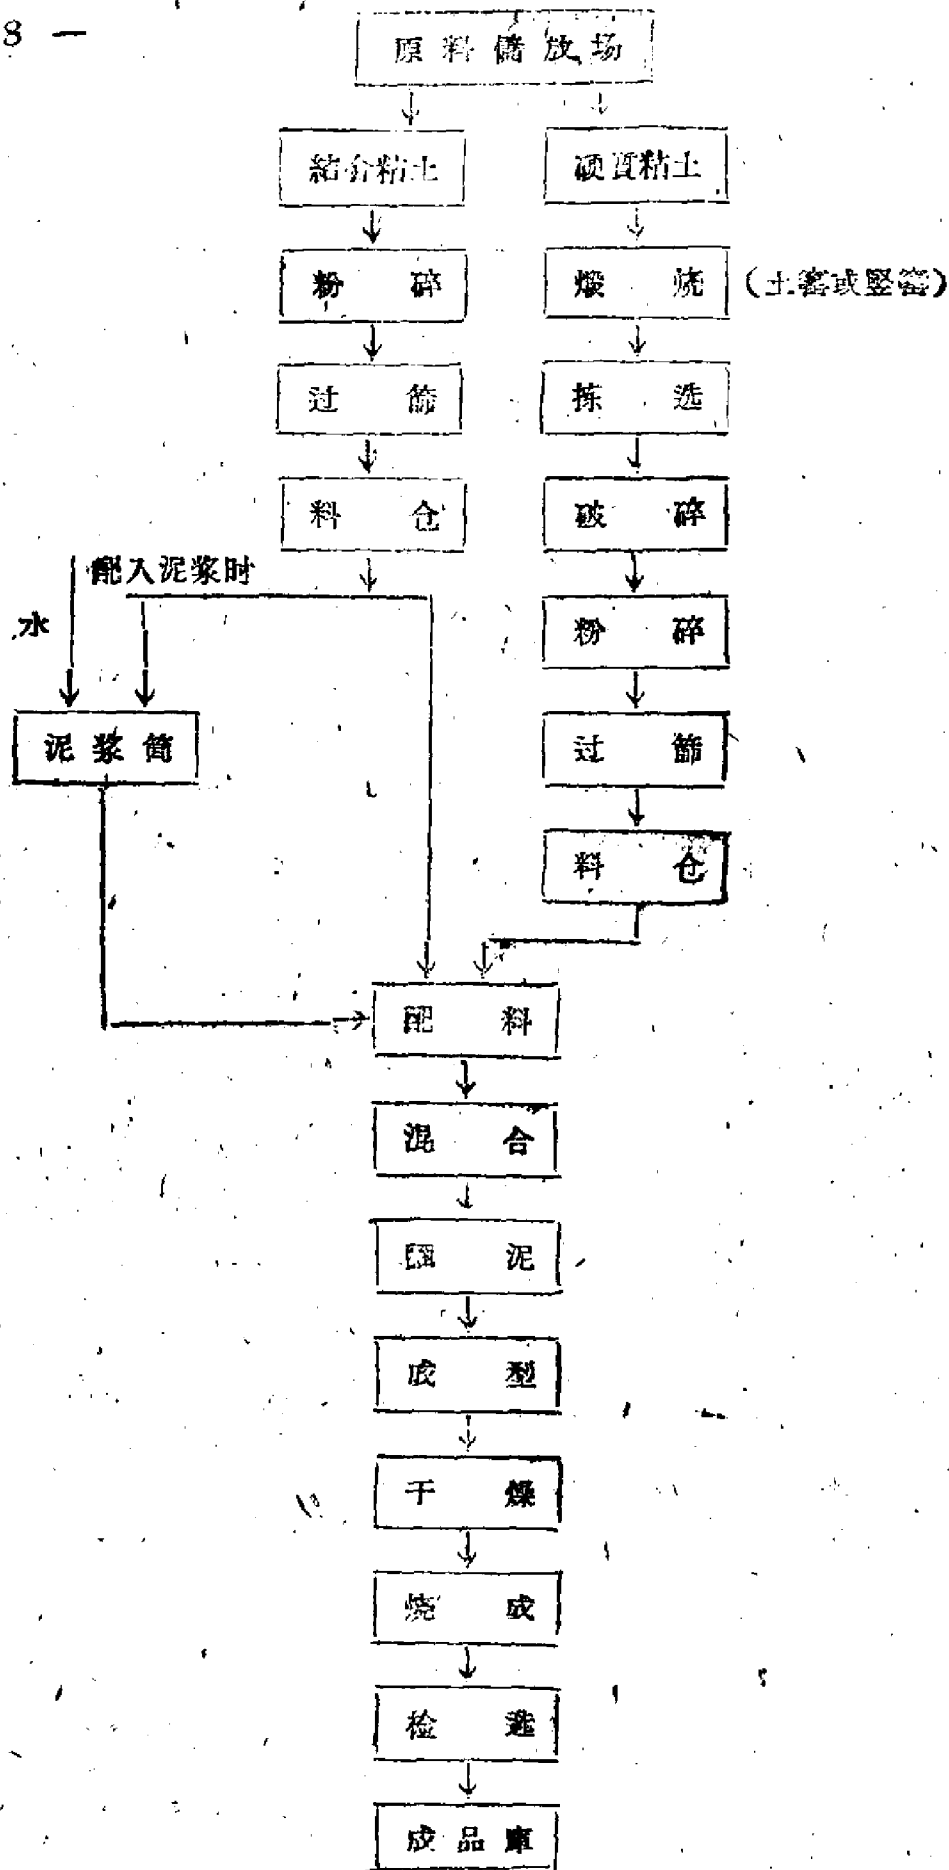 8 —
原料儲放场
結合粘土
硬質粘土
粉碎
煅烧
(土窰或竪窰)
过篩
拣选
料仓
破碎
配入泥浆时
水
粉碎
泥浆筒
过篩
料仓
配料
混合
困泥
成型
干燥
烧成
检选
成品庫